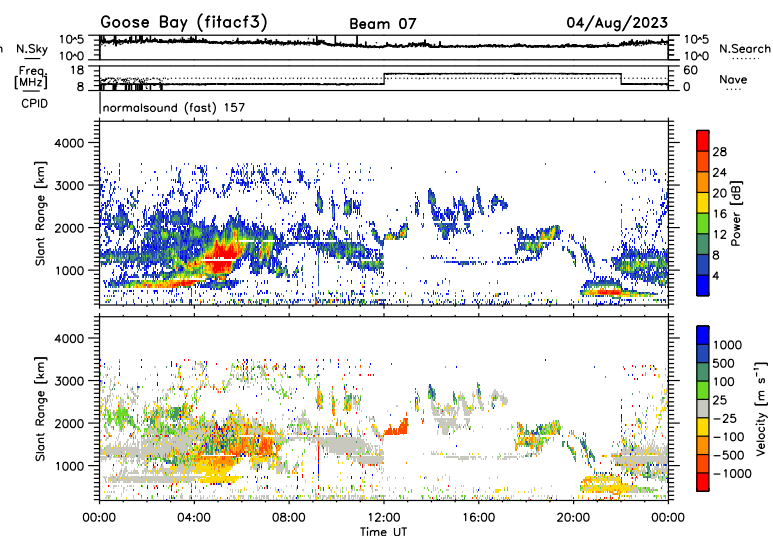 Goose Bay (fitacf3) Beam 07 04/Aug/2023
n N.Sky 10^5 10^0 10^5 10^0 N.Search
Freq. [MHz] 18 8 60 0 Nave
CPID normalsound (fast) 157
Slant Range [km]
4000
3000
2000
1000
Power [dB]
28
24
20
16
12
8
4
Slant Range [km]
4000
3000
2000
1000
Velocity [m s⁻¹]
1000
500
100
25
-25
-100
-500
-1000
00:00 04:00 08:00 12:00 16:00 20:00 00:00
Time UT